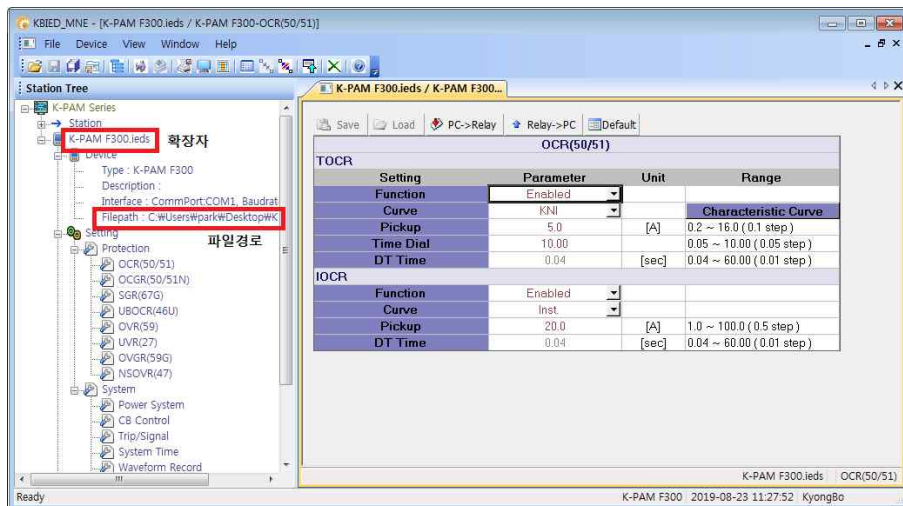 KBIED_MNE - [K-PAM F300.ieds / K-PAM F300-OCR(50/51)]
File Device View Window Help
Station Tree
K-PAM Series
Station
K-PAM F300.ieds 확장자
Device
Type : K-PAM F300
Description :
Interface : CommPort:COM1, Baudrat
Filepath : C:₩Users₩park₩Desktop₩K
파일경로
Setting
Protection
OCR(50/51)
OCGR(50/51N)
SGR(67G)
UBOCR(46U)
OVR(59)
UVR(27)
OVGR(59G)
NSOVR(47)
System
Power System
CB Control
Trip/Signal
System Time
Waveform Record
K-PAM F300.ieds / K-PAM F300...
Save Load PC->Relay Relay->PC Default
OCR(50/51)
TOCR
Setting Parameter Unit Range
Function Enabled
Curve KNI Characteristic Curve
Pickup 5.0 [A] 0.2 ~ 16.0 ( 0.1 step )
Time Dial 10.00 0.05 ~ 10.00 ( 0.05 step )
DT Time 0.04 [sec] 0.04 ~ 60.00 ( 0.01 step )
IOCR
Function Enabled
Curve Inst.
Pickup 20.0 [A] 1.0 ~ 100.0 ( 0.5 step )
DT Time 0.04 [sec] 0.04 ~ 60.00 ( 0.01 step )
K-PAM F300.ieds OCR(50/51)
Ready K-PAM F300 2019-08-23 11:27:52 KyongBo